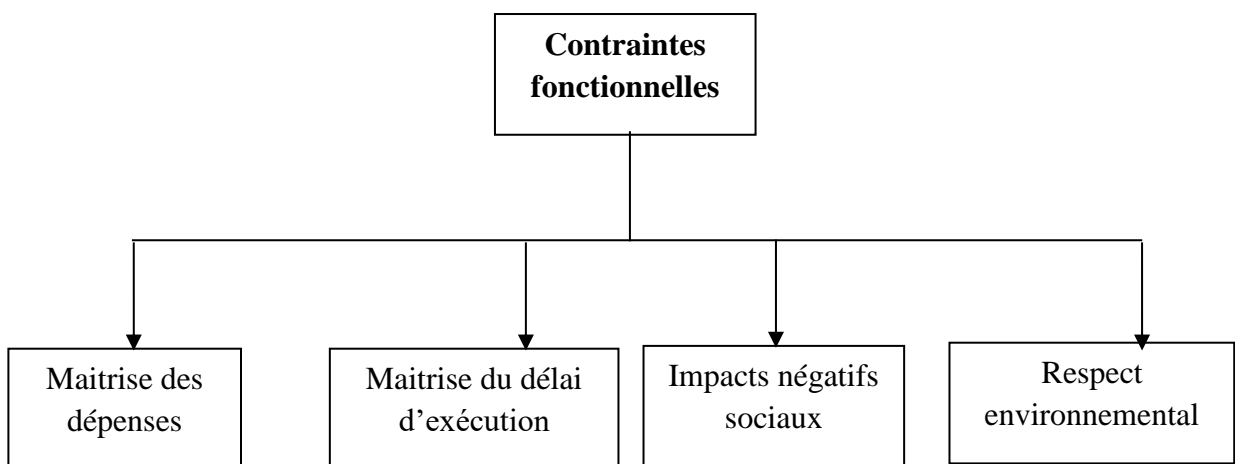 Contraintes
fonctionnelles
Maitrise des
dépenses
Maitrise du délai
d’exécution
Impacts négatifs
sociaux
Respect
environnemental